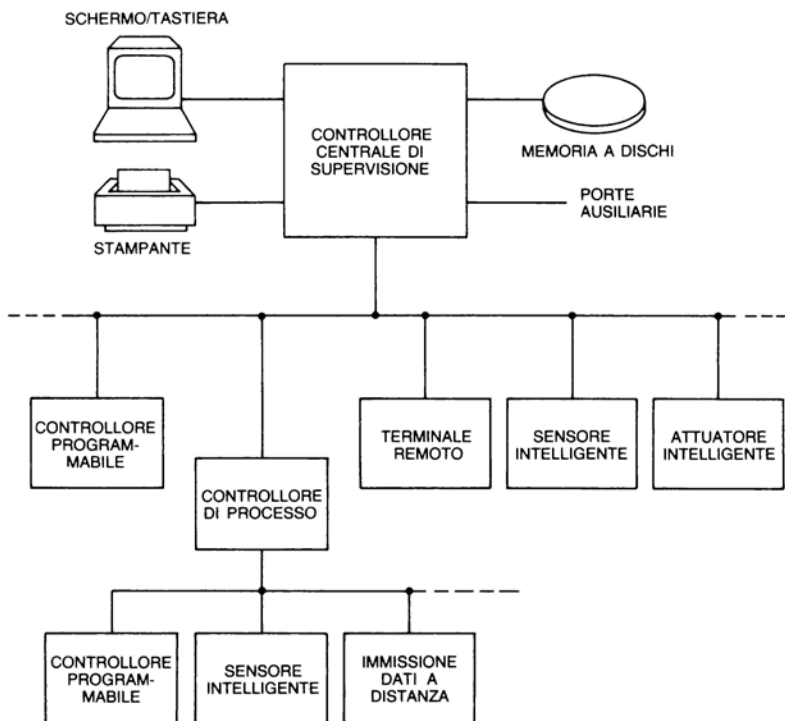 SCHERMO/TASTIERA
CONTROLLORE
CENTRALE DI
SUPERVISIONE
MEMORIA A DISCHI
STAMPANTE
PORTE
AUSILIARIE
CONTROLLORE
PROGRAM-
MABILE
CONTROLLORE
DI PROCESSO
TERMINALE
REMOTO
SENSORE
INTELLIGENTE
ATTUATORE
INTELLIGENTE
CONTROLLORE
PROGRAM-
MABILE
SENSORE
INTELLIGENTE
IMMISSIONE
DATI A
DISTANZA